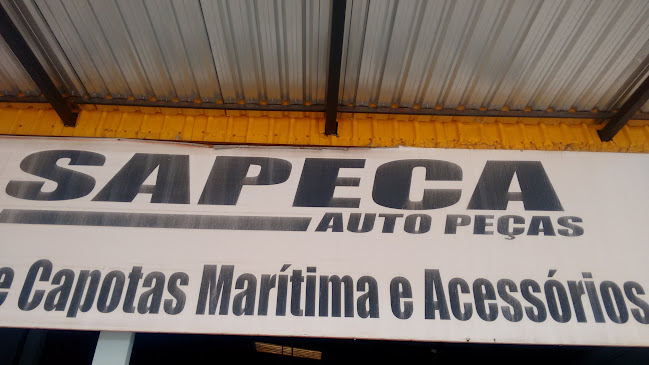 SAPECA
AUTO PEÇAS
e Capotas Marítima e Acessórios